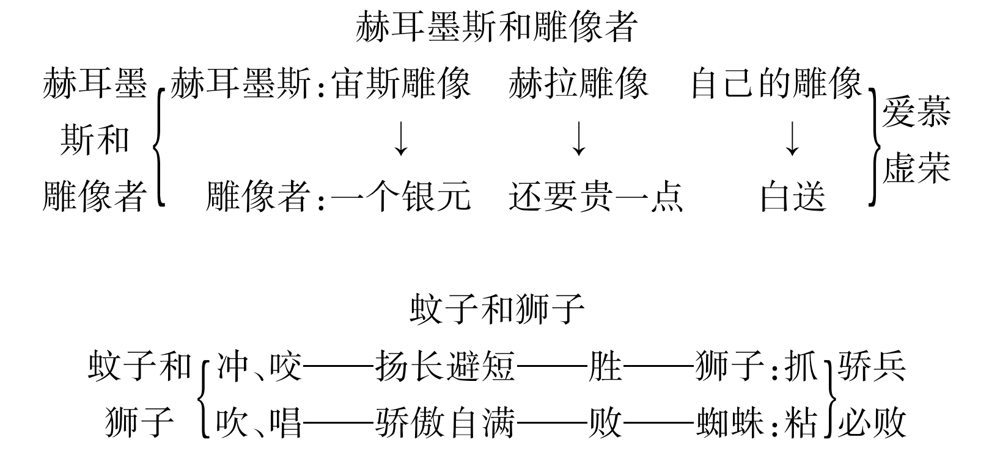 赫耳墨斯和雕像者
赫耳墨 赫耳墨斯:宙斯雕像 赫拉雕像 自己的雕像
爱慕
斯和 ↓ ↓ ↓
虚荣
雕像者 雕像者:一个银元 还要贵一点 白送
蚊子和狮子
蚊子和 冲、咬——扬长避短——胜——狮子:抓 骄兵
狮子 吹、唱——骄傲自满——败——蜘蛛:粘 必败